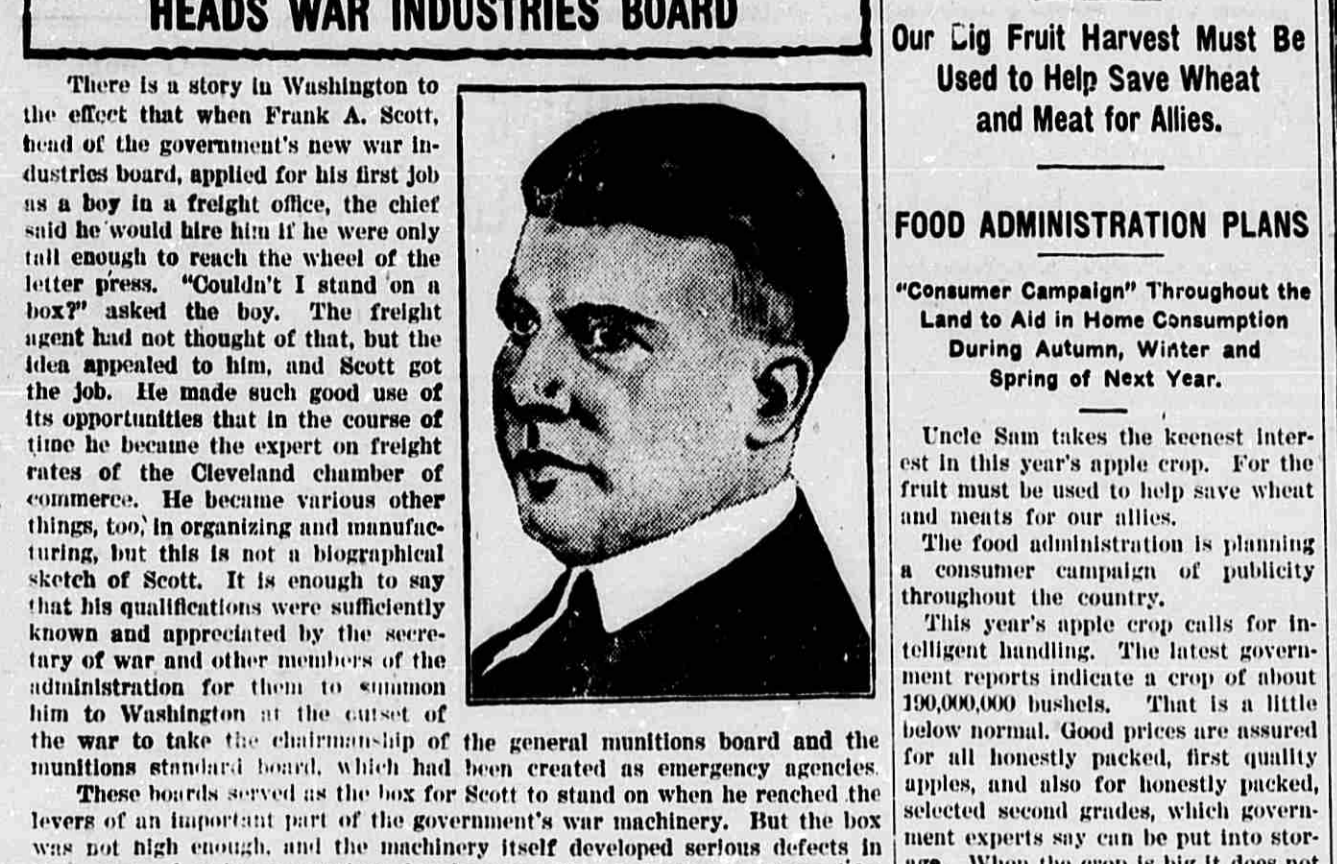 HEADS WAR INDUSTRIES BOARD
There is a story in Washington to
the effect that when Frank A. Scott,
head of the government's new war in-
dustries board, applied for his first job
as a boy in a freight office, the chief
said he would hire him if he were only
tall enough to reach the wheel of the
letter press. "Couldn't I stand on a
box?" asked the boy. The freight
agent had not thought of that, but the
idea appealed to him, and Scott got
the job. He made such good use of
its opportunities that in the course of
time he became the expert on freight
rates of the Cleveland chamber of
commerce. He became various other
things, too, in organizing and manufac-
turing, but this is not a biographical
sketch of Scott. It is enough to say
that his qualifications were sufficiently
known and appreciated by the secre-
tary of war and other members of the
administration for them to summon
him to Washington at the outset of
the war to take the chairmanship of the general munitions board and the
munitions standard board, which had been created as emergency agencies.
These boards served as the box for Scott to stand on when he reached the
levers of an important part of the government's war machinery. But the box
was not high enough, and the machinery itself developed serious defects in
Our Big Fruit Harvest Must Be
Used to Help Save Wheat
and Meat for Allies.
FOOD ADMINISTRATION PLANS
"Consumer Campaign" Throughout the
Land to Aid in Home Consumption
During Autumn, Winter and
Spring of Next Year.
Uncle Sam takes the keenest inter-
est in this year's apple crop. For the
fruit must be used to help save wheat
and meats for our allies.
The food administration is planning
a consumer campaign of publicity
throughout the country.
This year's apple crop calls for in-
telligent handling. The latest govern-
ment reports indicate a crop of about
190,000,000 bushels. That is a little
below normal. Good prices are assured
for all honestly packed, first quality
apples, and also for honestly packed,
selected second grades, which govern-
ment experts say can be put into stor-
age. When the crop is big it does not